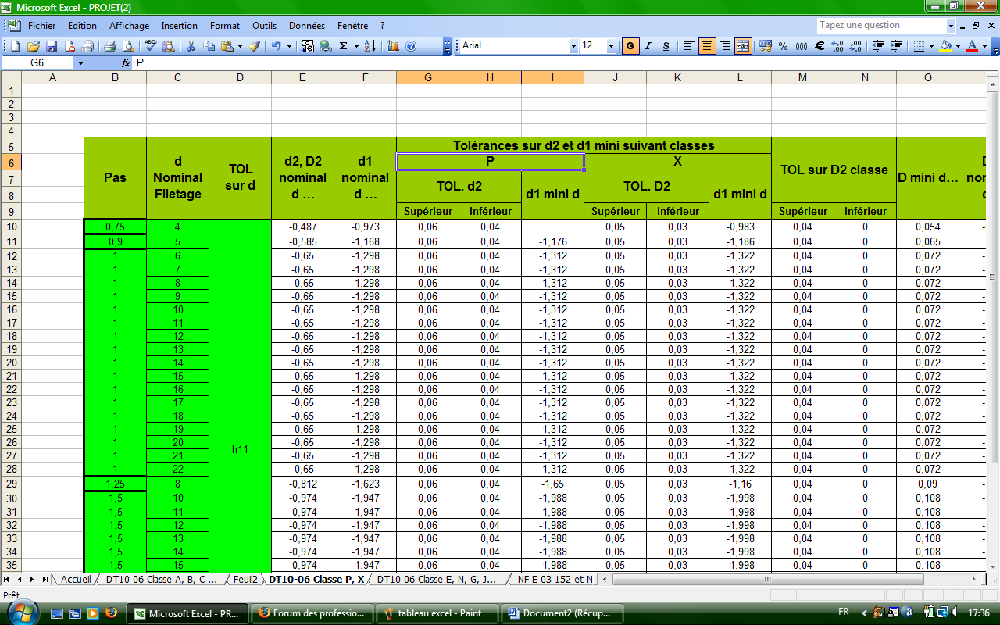 Microsoft Excel - PROJET(2)
Fichier Edition Affichage Insertion Format Outils Données Fenêtre ? Tapez une question
Arial 12 G I S % 000 €
G6 fx P
A B C D E F G H I J K L M N O
1
2
3
4
5 Tolérances sur d2 et d1 mini suivant classes
6 P X
7
8
9
Pas d Nominal Filetage TOL sur d d2, D2 nominal d … d1 nominal d … TOL. d2 d1 mini d TOL. D2 d1 mini d TOL sur D2 classe D mini d…
Supérieur Inférieur Supérieur Inférieur Supérieur Inférieur
10 0,75 4 -0,487 -0,973 0,06 0,04 0,05 0,03 -0,983 0,04 0 0,054
11 0,9 5 -0,585 -1,168 0,06 0,04 -1,176 0,05 0,03 -1,186 0,04 0 0,065
12 1 6 -0,65 -1,298 0,06 0,04 -1,312 0,05 0,03 -1,322 0,04 0 0,072
13 1 7 -0,65 -1,298 0,06 0,04 -1,312 0,05 0,03 -1,322 0,04 0 0,072
14 1 8 -0,65 -1,298 0,06 0,04 -1,312 0,05 0,03 -1,322 0,04 0 0,072
15 1 9 -0,65 -1,298 0,06 0,04 -1,312 0,05 0,03 -1,322 0,04 0 0,072
16 1 10 -0,65 -1,298 0,06 0,04 -1,312 0,05 0,03 -1,322 0,04 0 0,072
17 1 11 -0,65 -1,298 0,06 0,04 -1,312 0,05 0,03 -1,322 0,04 0 0,072
18 1 12 -0,65 -1,298 0,06 0,04 -1,312 0,05 0,03 -1,322 0,04 0 0,072
19 1 13 -0,65 -1,298 0,06 0,04 -1,312 0,05 0,03 -1,322 0,04 0 0,072
20 1 14 -0,65 -1,298 0,06 0,04 -1,312 0,05 0,03 -1,322 0,04 0 0,072
21 1 15 -0,65 -1,298 0,06 0,04 -1,312 0,05 0,03 -1,322 0,04 0 0,072
22 1 16 -0,65 -1,298 0,06 0,04 -1,312 0,05 0,03 -1,322 0,04 0 0,072
23 1 17 -0,65 -1,298 0,06 0,04 -1,312 0,05 0,03 -1,322 0,04 0 0,072
24 1 18 -0,65 -1,298 0,06 0,04 -1,312 0,05 0,03 -1,322 0,04 0 0,072
25 1 19 -0,65 -1,298 0,06 0,04 -1,312 0,05 0,03 -1,322 0,04 0 0,072
26 1 20 h11 -0,65 -1,298 0,06 0,04 -1,312 0,05 0,03 -1,322 0,04 0 0,072
27 1 21 -0,65 -1,298 0,06 0,04 -1,312 0,05 0,03 -1,322 0,04 0 0,072
28 1 22 -0,65 -1,298 0,06 0,04 -1,312 0,05 0,03 -1,322 0,04 0 0,072
29 1,25 8 -0,812 -1,623 0,06 0,04 -1,65 0,05 0,03 -1,16 0,04 0 0,09
30 1,5 10 -0,974 -1,947 0,06 0,04 -1,988 0,05 0,03 -1,998 0,04 0 0,108
31 1,5 11 -0,974 -1,947 0,06 0,04 -1,988 0,05 0,03 -1,998 0,04 0 0,108
32 1,5 12 -0,974 -1,947 0,06 0,04 -1,988 0,05 0,03 -1,998 0,04 0 0,108
33 1,5 13 -0,974 -1,947 0,06 0,04 -1,988 0,05 0,03 -1,998 0,04 0 0,108
34 1,5 14 -0,974 -1,947 0,06 0,04 -1,988 0,05 0,03 -1,998 0,04 0 0,108
35 1,5 15 -0,974 -1,947 0,06 0,04 -1,988 0,05 0,03 -1,998 0,04 0 0,108
Accueil DT10-06 Classe A, B, C ... Feuil2 DT10-06 Classe P, X DT10-06 Classe E, N, G, J... NF E 03-152 et N
Prêt
Microsoft Excel - PR... Forum des professio... tableau excel - Paint Document2 (Récup... FR 17:36